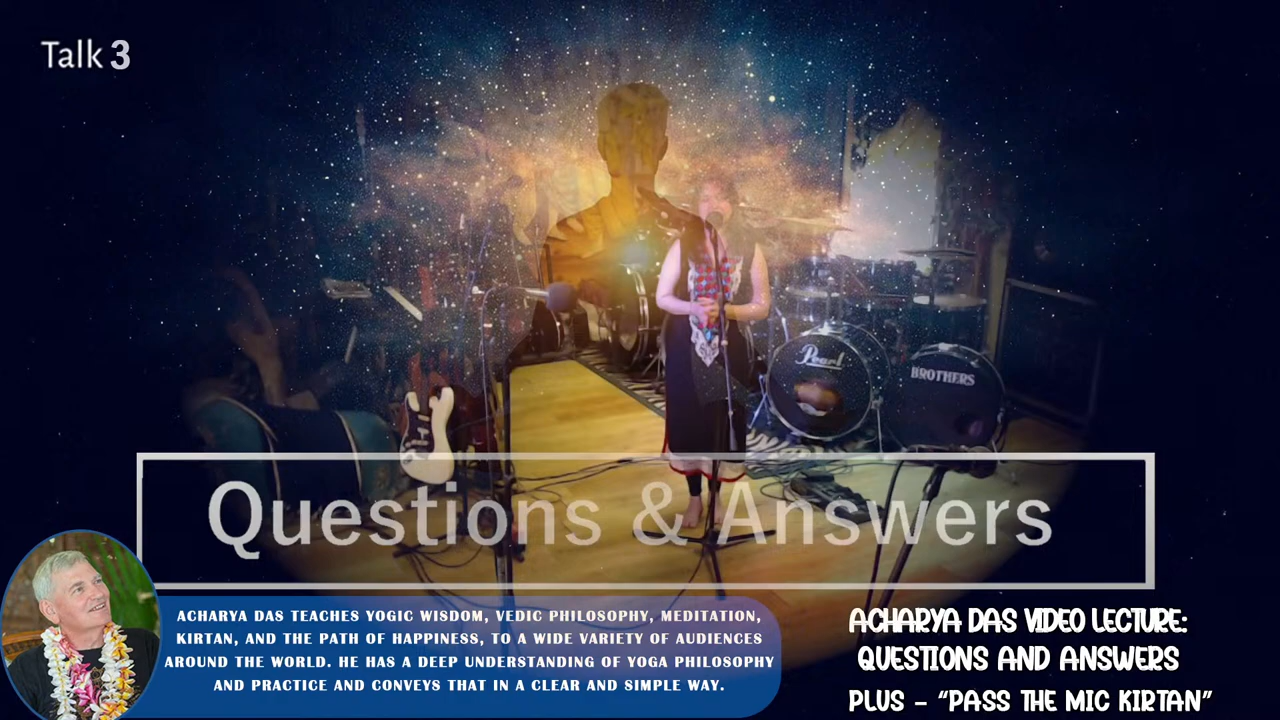 Talk 3
Pearl
BROTHERS
Questions & Answers
ACHARYA DAS TEACHES YOGIC WISDOM, VEDIC PHILOSOPHY, MEDITATION,
KIRTAN, AND THE PATH OF HAPPINESS, TO A WIDE VARIETY OF AUDIENCES
AROUND THE WORLD. HE HAS A DEEP UNDERSTANDING OF YOGA PHILOSOPHY
AND PRACTICE AND CONVEYS THAT IN A CLEAR AND SIMPLE WAY.
ACHARYA DAS VIDEO LECTURE:
QUESTIONS AND ANSWERS
PLUS – "PASS THE MIC KIRTAN"